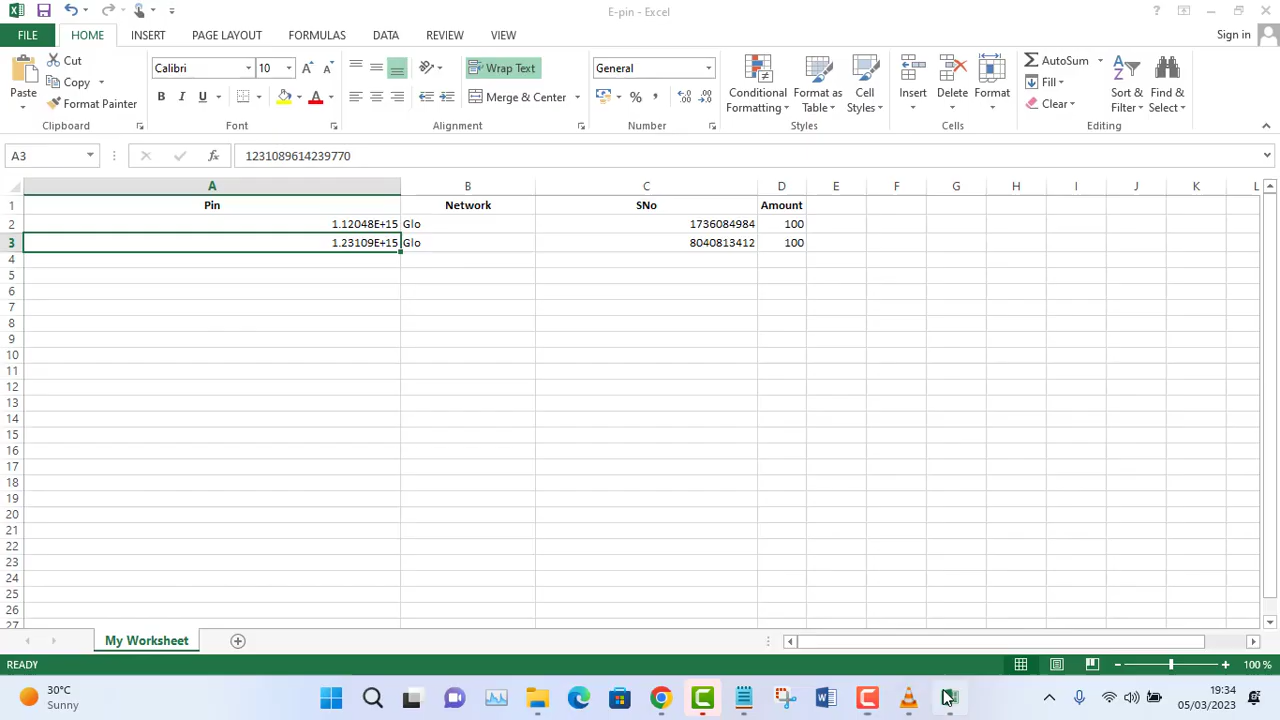 E-pin - Excel
FILE HOME INSERT PAGE LAYOUT FORMULAS DATA REVIEW VIEW Sign in
Paste Cut Copy Format Painter Clipboard
Calibri 10 B I U Font
Wrap Text Merge & Center Alignment
General % , Number
Conditional Formatting Format as Table Cell Styles Styles
Insert Delete Format Cells
AutoSum Fill Clear Sort & Filter Find & Select Editing
A3 fx 1231089614239770
A B C D E F G H I J K L
1 Pin Network SNo Amount
2 1.12048E+15 Glo 1736084984 100
3 1.23109E+15 Glo 8040813412 100
4
5
6
7
8
9
10
11
12
13
14
15
16
17
18
19
20
21
22
23
24
25
26
27
My Worksheet
READY 100 %
30°C 19:34
Sunny 05/03/2023